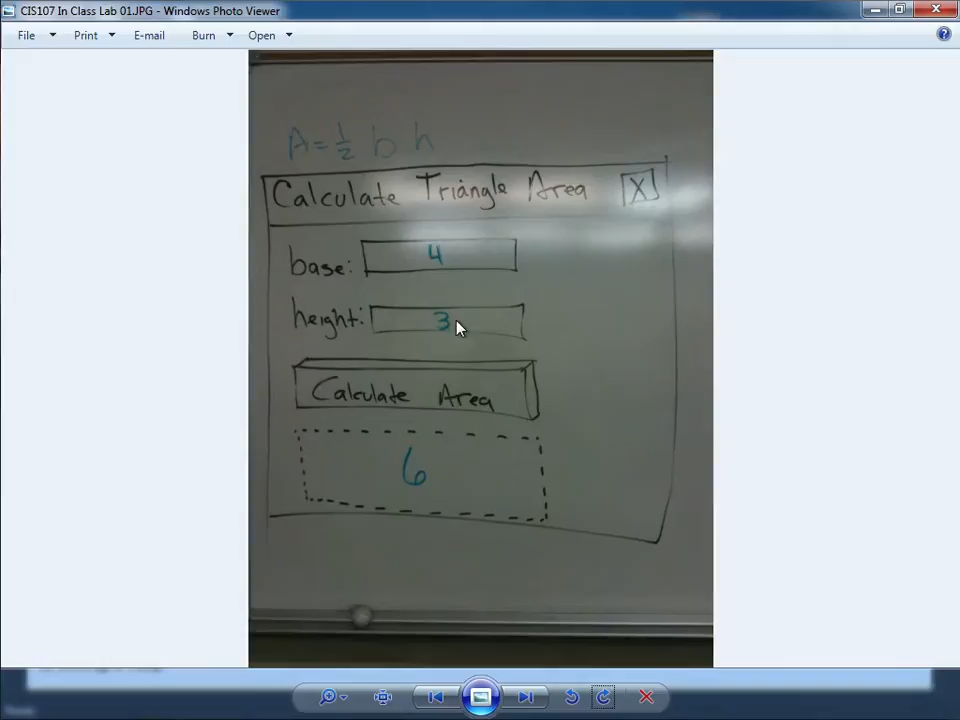 CIS107 In Class Lab 01.JPG - Windows Photo Viewer
File Print E-mail Burn Open
A = 1/2 b h
Calculate Triangle Area X
base: 4
height: 3
Calculate Area
6